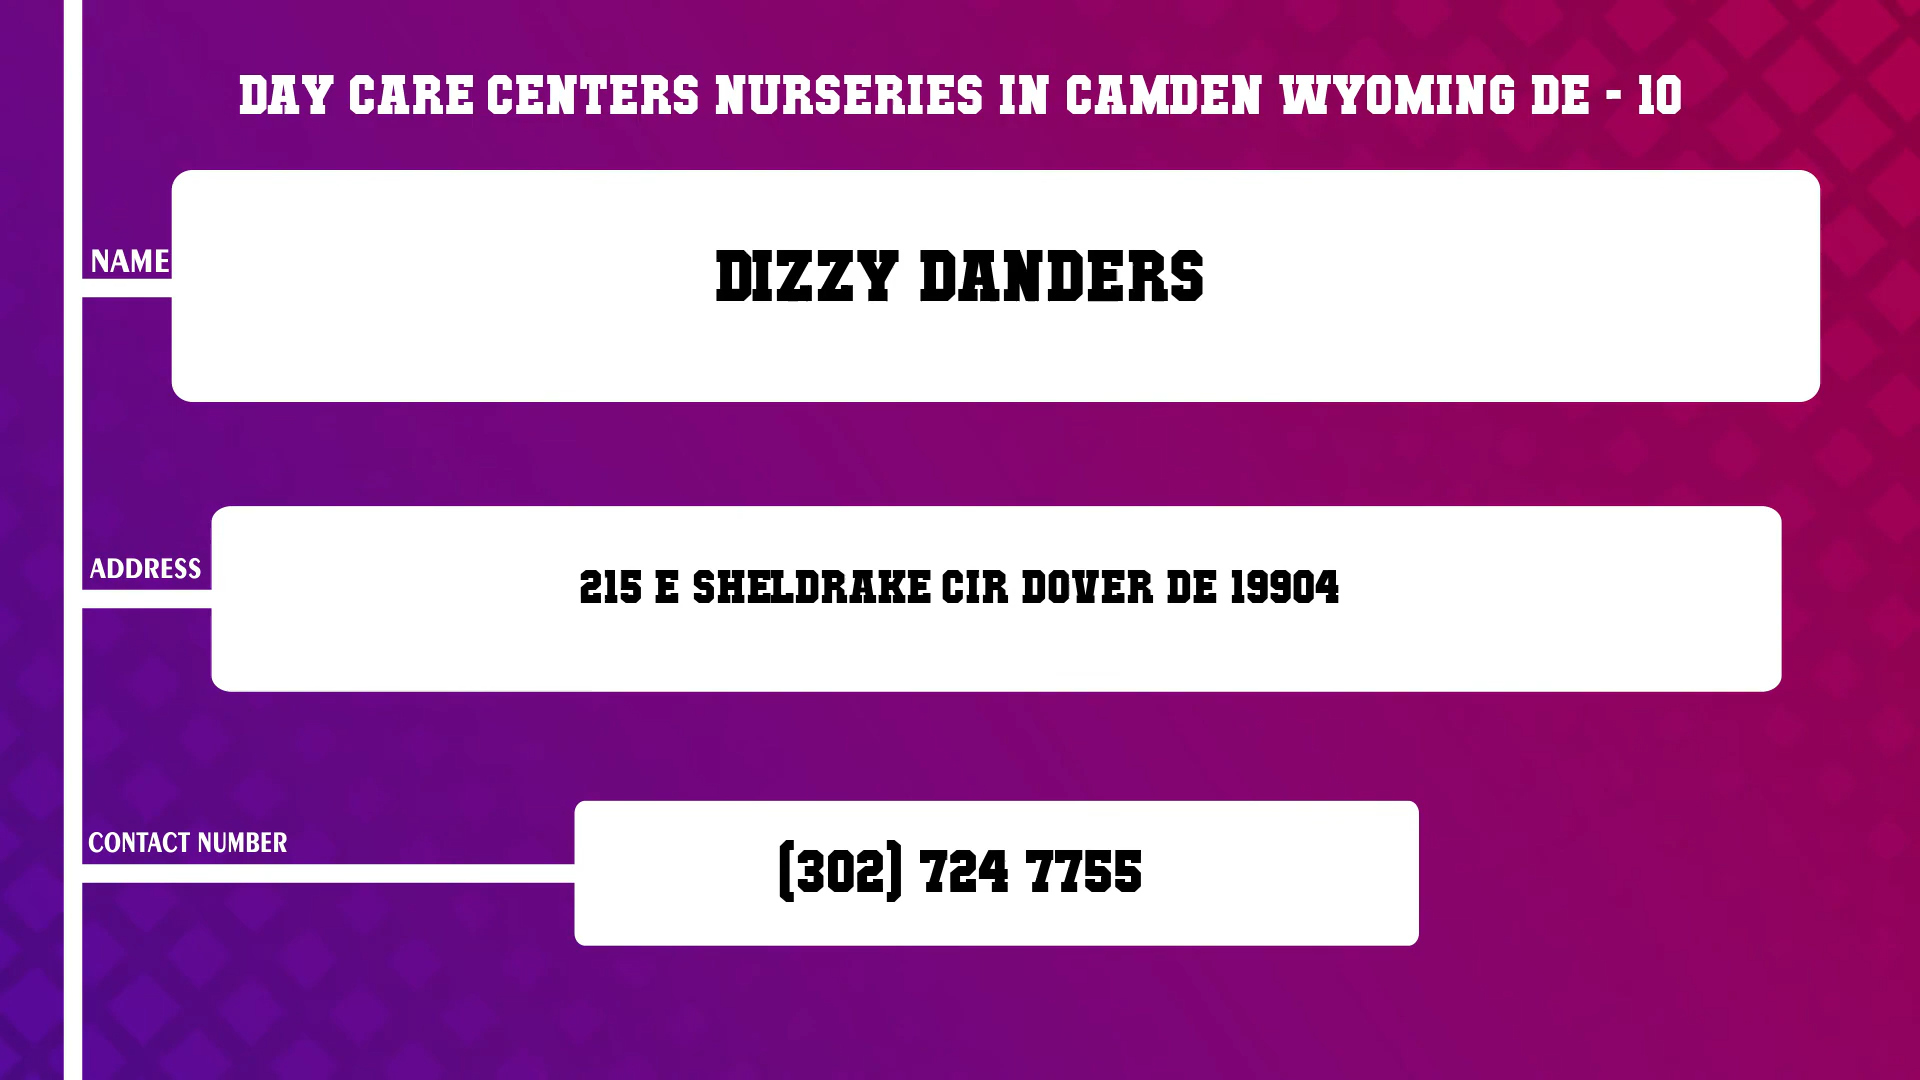 DAY CARE CENTERS NURSERIES IN CAMDEN WYOMING DE - 10
NAME
DIZZY DANDERS
ADDRESS
215 E SHELDRAKE CIR DOVER DE 19904
CONTACT NUMBER
(302) 724 7755